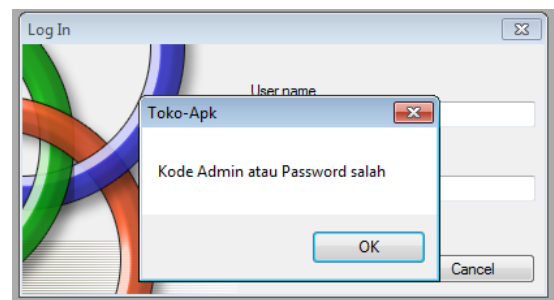 Log In
User name
Toko-Apk
Kode Admin atau Password salah
OK
Cancel